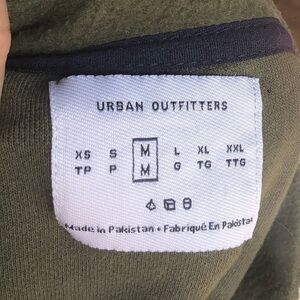 URBAN OUTFITTERS
XS S M L XL XXL
TP P M G TG TTG
Made in Pakistan • Fabriqué En Pakistan